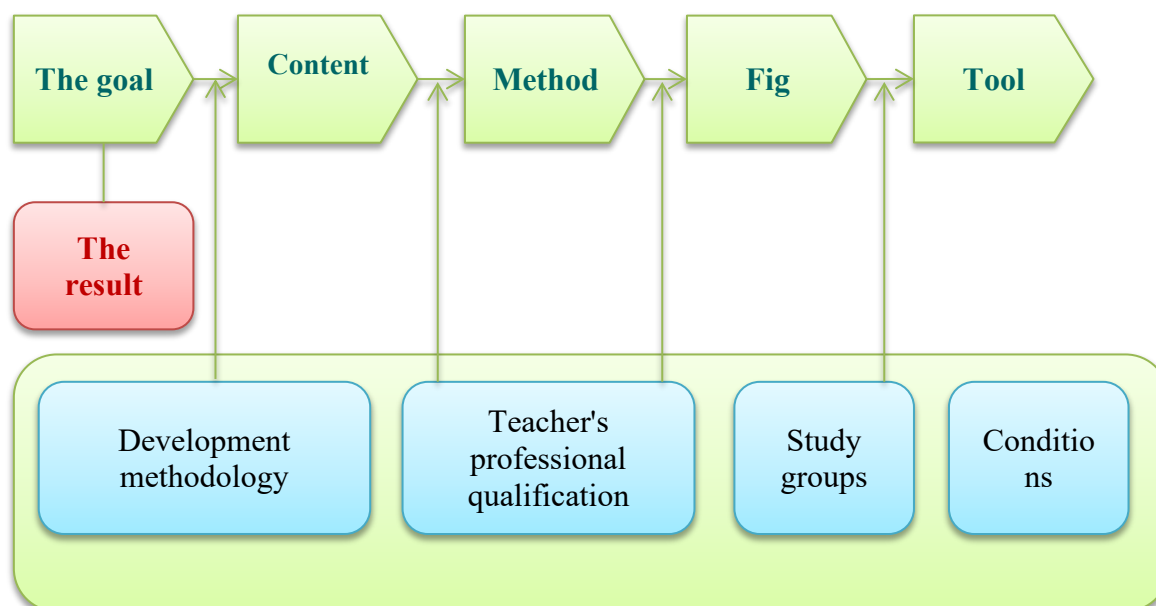 The goal
Content
Method
Fig
Tool
The
result
Development
methodology
Teacher's
professional
qualification
Study
groups
Conditio
ns